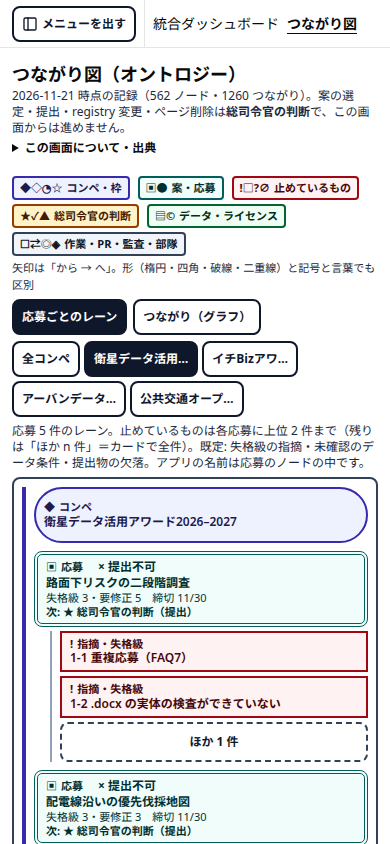 メニューを出す
統合ダッシュボード つながり図
つながり図（オントロジー）
2026-11-21 時点の記録（562 ノード・1260 つながり）。案の選
定・提出・registry 変更・ページ削除は総司令官の判断で、この画
面からは進めません。
▶ この画面について・出典
◆◇◔☆ コンペ・枠
▣● 案・応募
!□?⊘ 止めているもの
★✓▲ 総司令官の判断
▤© データ・ライセンス
☐⇄◎◈ 作業・PR・監査・部隊
矢印は「から → へ」。形（楕円・四角・破線・二重線）と記号と言葉でも
区別
応募ごとのレーン
つながり（グラフ）
全コンペ
衛星データ活用…
イチBizアワ…
アーバンデータ…
公共交通オープ…
応募 5 件のレーン。止めているものは各応募に上位 2 件まで（残り
は「ほか n 件」＝カードで全件）。既定: 失格級の指摘・未確認のデ
ータ条件・提出物の欠落。アプリの名前は応募のノードの中です。
◆ コンペ
衛星データ活用アワード2026–2027
▣ 応募 × 提出不可
路面下リスクの二段階調査
失格級 3・要修正 5 締切 11/30
次: ★ 総司令官の判断（提出）
! 指摘・失格級
1-1 重複応募（FAQ7）
! 指摘・失格級
1-2 .docx の実体の検査ができていない
ほか 1 件
▣ 応募 × 提出不可
配電線沿いの優先伐採地図
失格級 3・要修正 3 締切 11/30
次: ★ 総司令官の判断（提出）